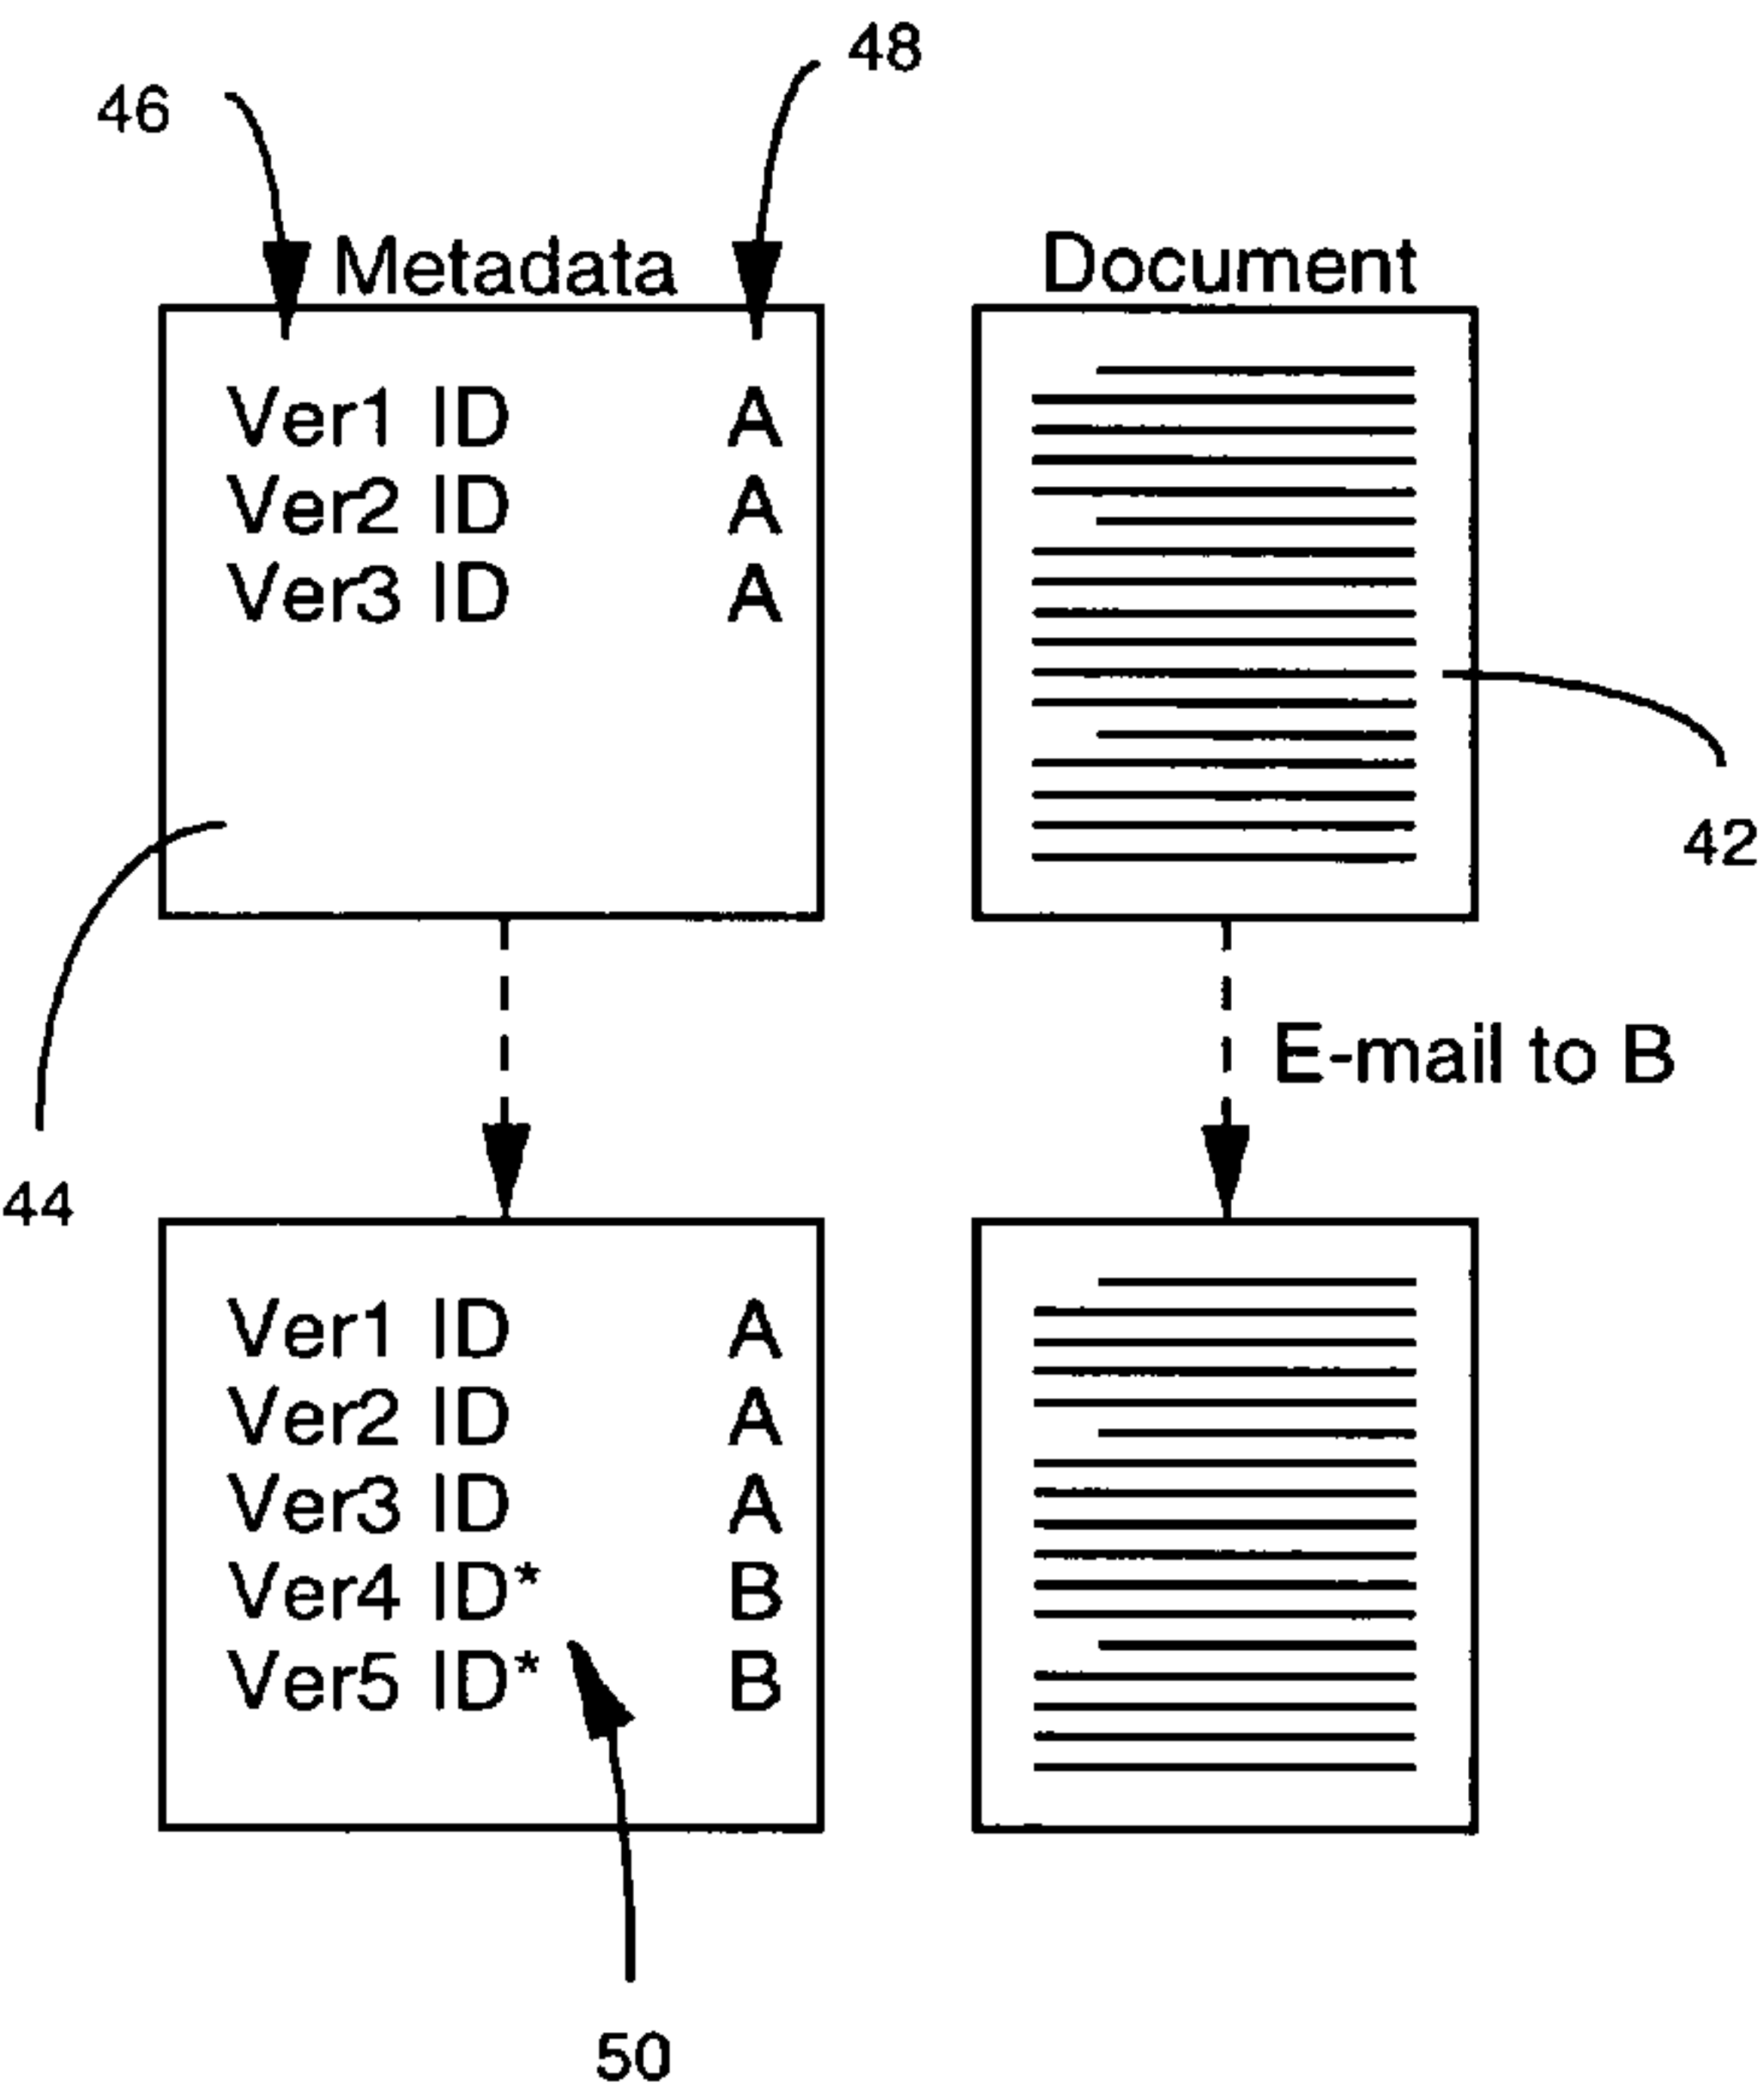 48
46
Metadata
Document
Ver1 ID A
Ver2 ID A
Ver3 ID A
42
E-mail to B
44
Ver1 ID A
Ver2 ID A
Ver3 ID A
Ver4 ID* B
Ver5 ID* B
50